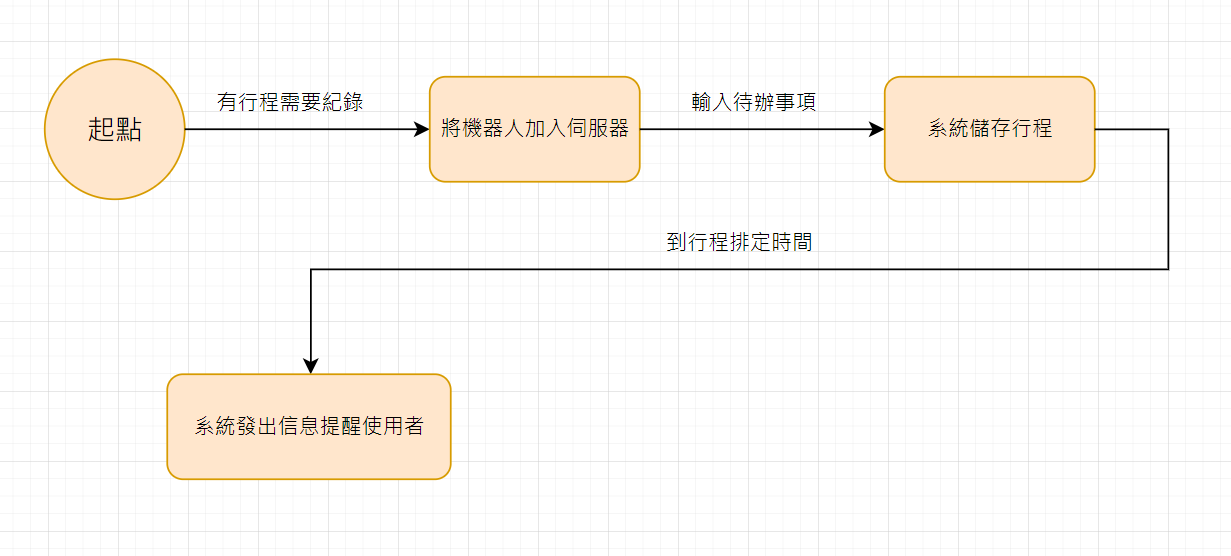 起點
有行程需要紀錄
將機器人加入伺服器
輸入待辦事項
系統儲存行程
到行程排定時間
系統發出信息提醒使用者